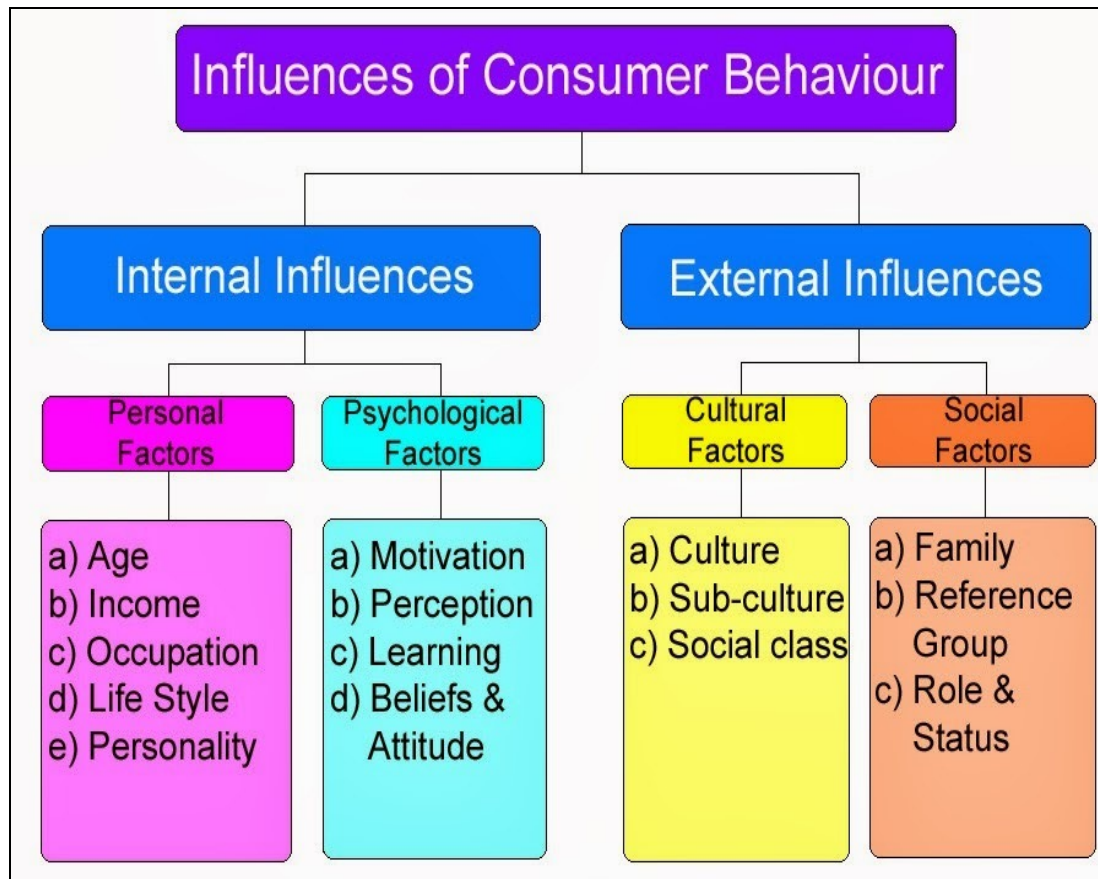 Influences of Consumer Behaviour
Internal Influences
External Influences
Personal
Factors
Psychological
Factors
Cultural
Factors
Social
Factors
a) Age
b) Income
c) Occupation
d) Life Style
e) Personality
a) Motivation
b) Perception
c) Learning
d) Beliefs &
Attitude
a) Culture
b) Sub-culture
c) Social class
a) Family
b) Reference
Group
c) Role &
Status